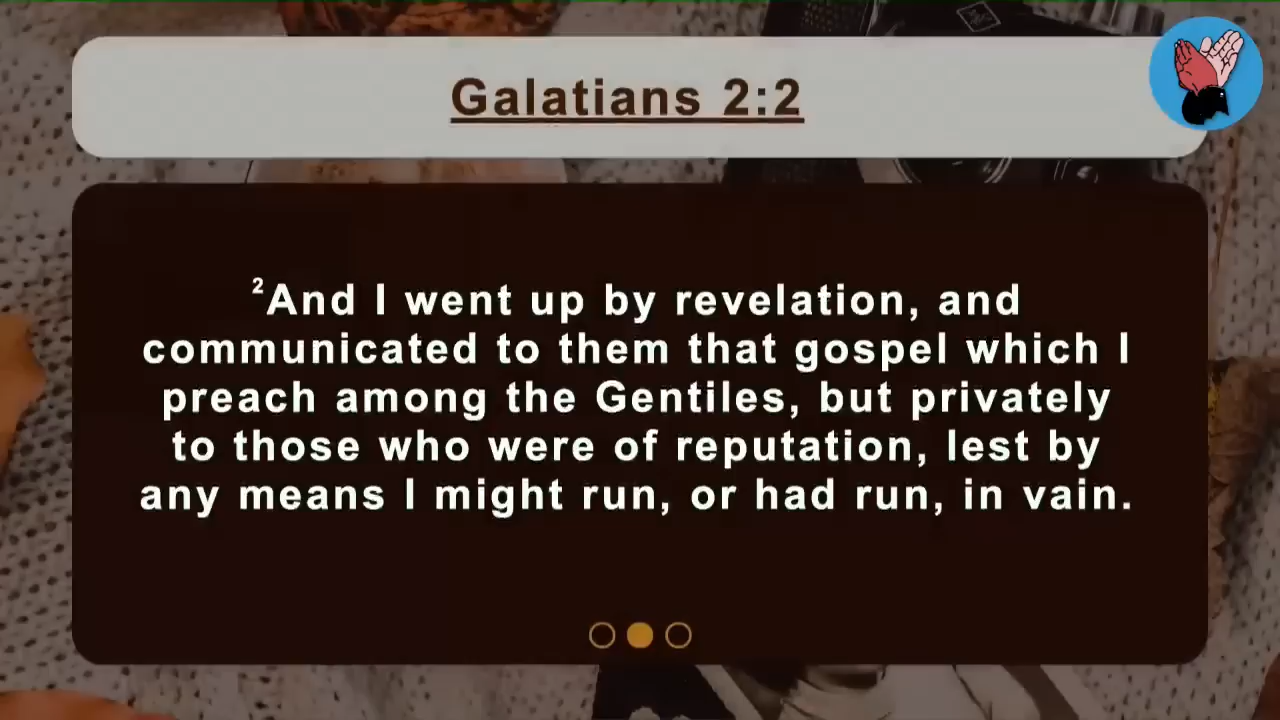 Galatians 2:2
²And I went up by revelation, and
communicated to them that gospel which I
preach among the Gentiles, but privately
to those who were of reputation, lest by
any means I might run, or had run, in vain.